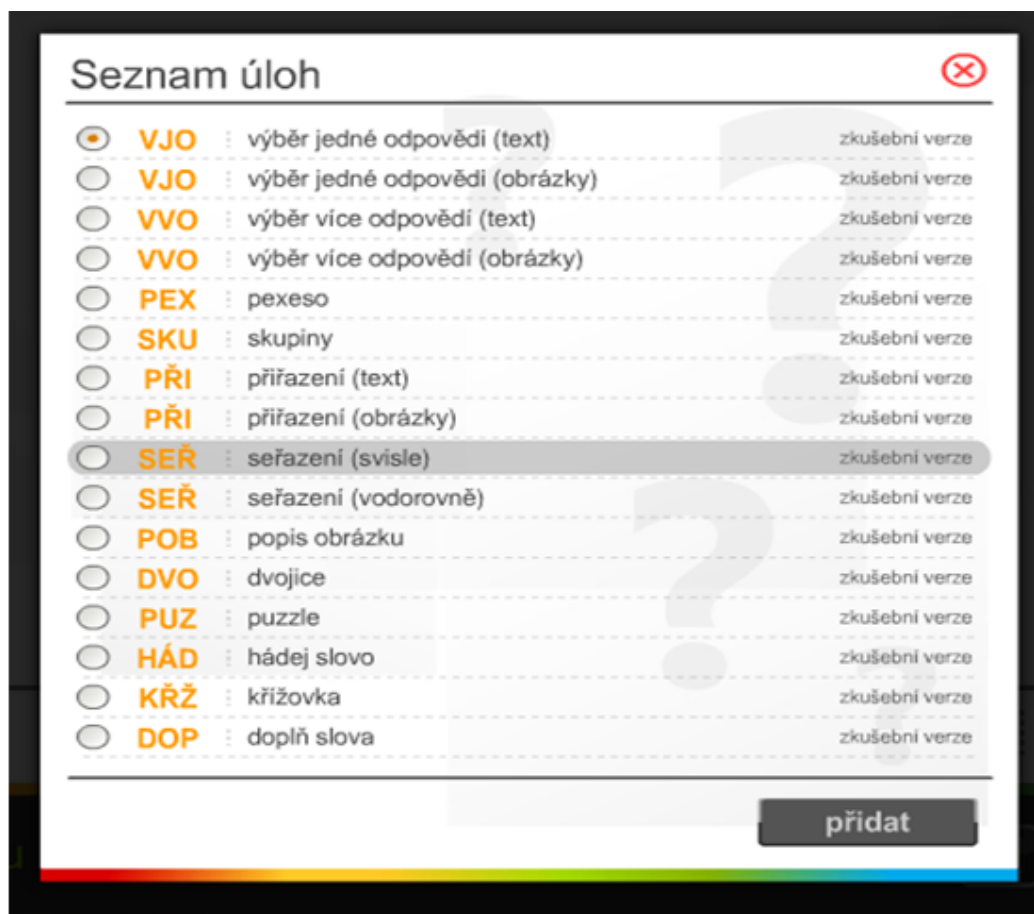 Seznam úloh
VJO výběr jedné odpovědi (text) zkušební verze
VJO výběr jedné odpovědi (obrázky) zkušební verze
VVO výběr více odpovědí (text) zkušební verze
VVO výběr více odpovědí (obrázky) zkušební verze
PEX pexeso zkušební verze
SKU skupiny zkušební verze
PŘI přiřazení (text) zkušební verze
PŘI přiřazení (obrázky) zkušební verze
SEŘ seřazení (svisle) zkušební verze
SEŘ seřazení (vodorovně) zkušební verze
POB popis obrázku zkušební verze
DVO dvojice zkušební verze
PUZ puzzle zkušební verze
HÁD hádej slovo zkušební verze
KŘŽ křížovka zkušební verze
DOP doplň slova zkušební verze
přidat